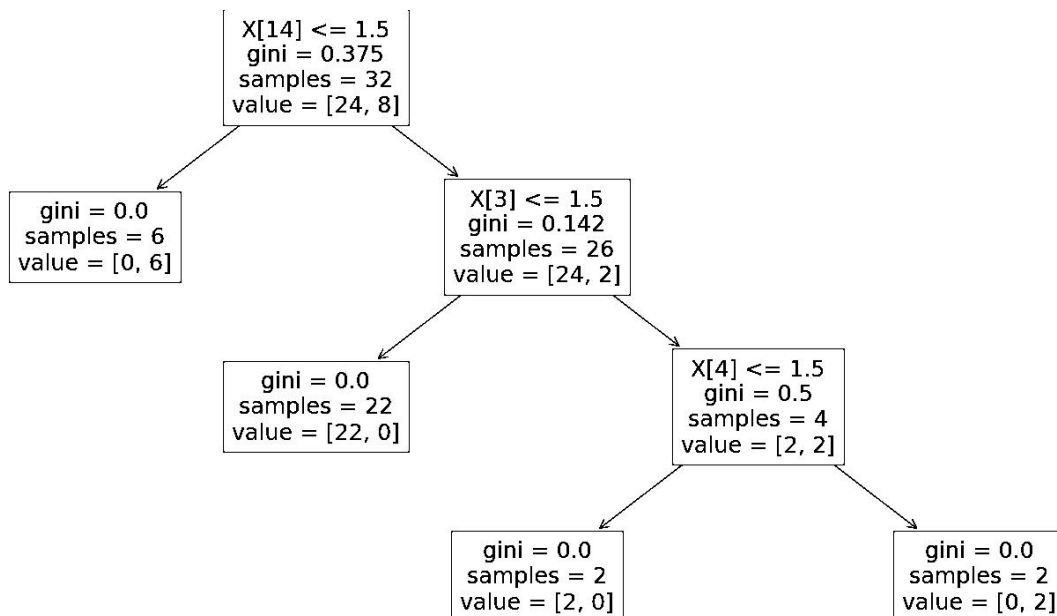 X[14] <= 1.5
gini = 0.375
samples = 32
value = [24, 8]
gini = 0.0
samples = 6
value = [0, 6]
X[3] <= 1.5
gini = 0.142
samples = 26
value = [24, 2]
gini = 0.0
samples = 22
value = [22, 0]
X[4] <= 1.5
gini = 0.5
samples = 4
value = [2, 2]
gini = 0.0
samples = 2
value = [2, 0]
gini = 0.0
samples = 2
value = [0, 2]